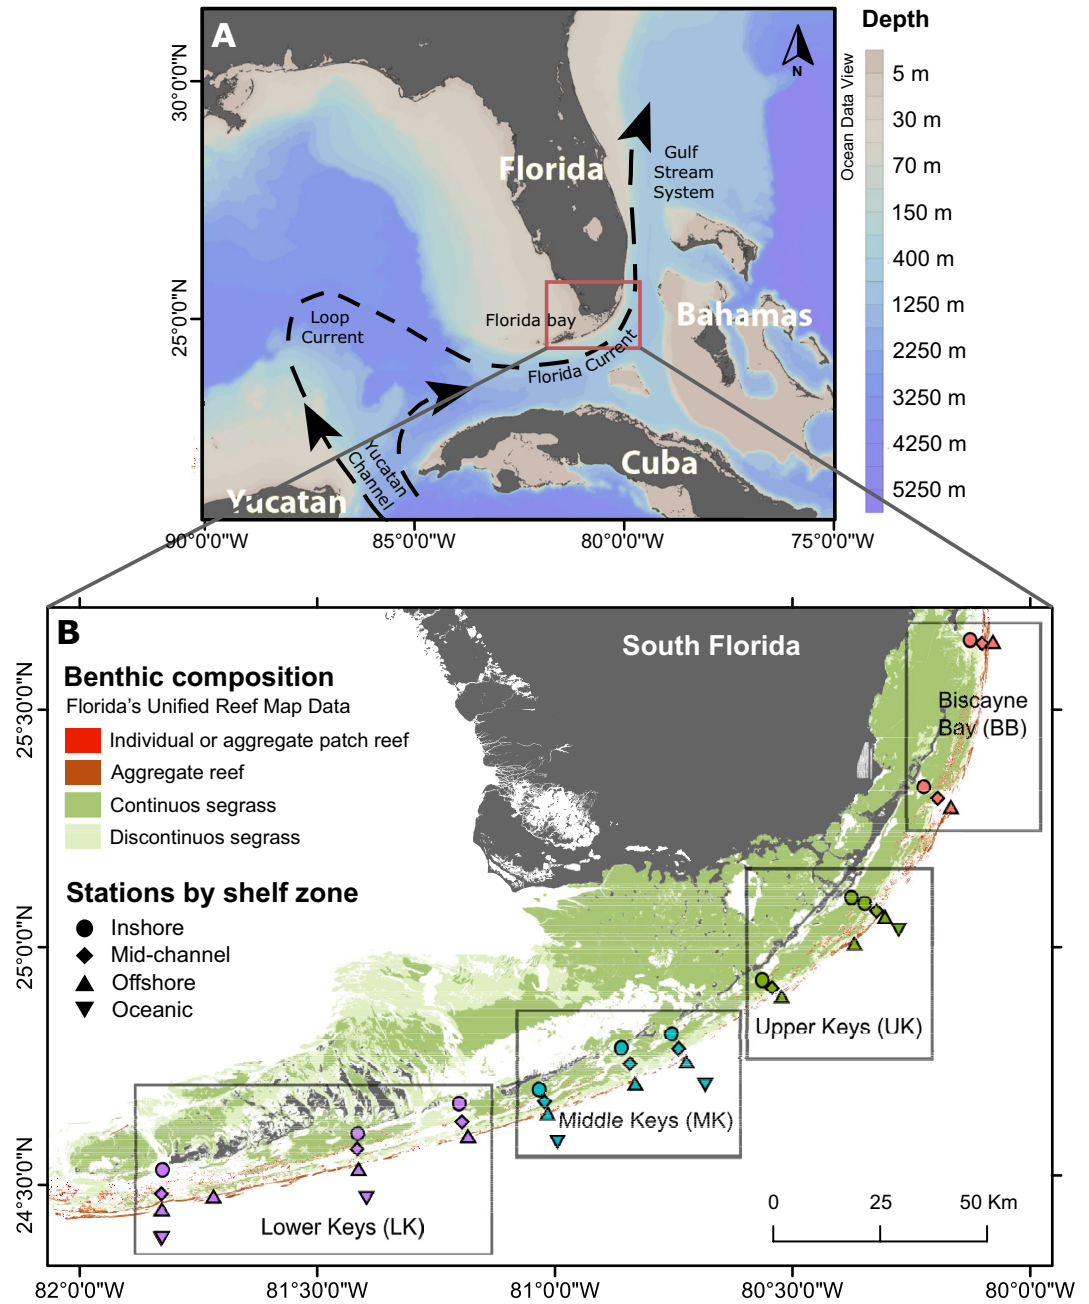 A
N
Depth
Ocean Data View
5 m
30 m
70 m
150 m
400 m
1250 m
2250 m
3250 m
4250 m
5250 m
30°0'0"N
25°0'0"N
Florida
Gulf
Stream
System
Loop
Current
Florida bay
Bahamas
Florida Current
Yucatan
Channel
Cuba
Yucatan
90°0'0"W
85°0'0"W
80°0'0"W
75°0'0"W
B
South Florida
Benthic composition
Florida's Unified Reef Map Data
Individual or aggregate patch reef
Aggregate reef
Continuos segrass
Discontinuos segrass
Stations by shelf zone
Inshore
Mid-channel
Offshore
Oceanic
Biscayne
Bay (BB)
Upper Keys (UK)
Middle Keys (MK)
Lower Keys (LK)
0
25
50 Km
25°30'0"N
25°0'0"N
24°30'0"N
82°0'0"W
81°30'0"W
81°0'0"W
80°30'0"W
80°0'0"W